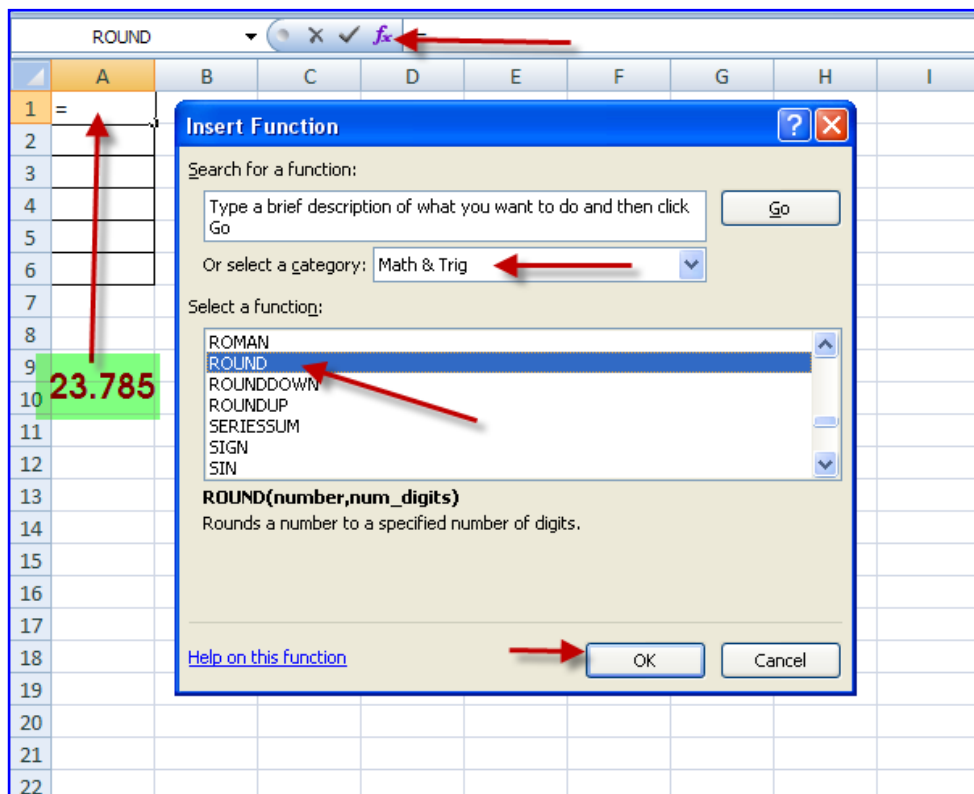 ROUND fx =
A B C D E F G H I
1 =
Insert Function
2
3 Search for a function:
4 Type a brief description of what you want to do and then click Go
Go
5
6 Or select a category: Math & Trig
7 Select a function:
8 ROMAN
9 ROUND
23.785
10 ROUNDDOWN
ROUNDUP
11 SERIESSUM
SIGN
12 SIN
13 ROUND(number,num_digits)
14 Rounds a number to a specified number of digits.
15
16
17
18 Help on this function OK Cancel
19
20
21
22